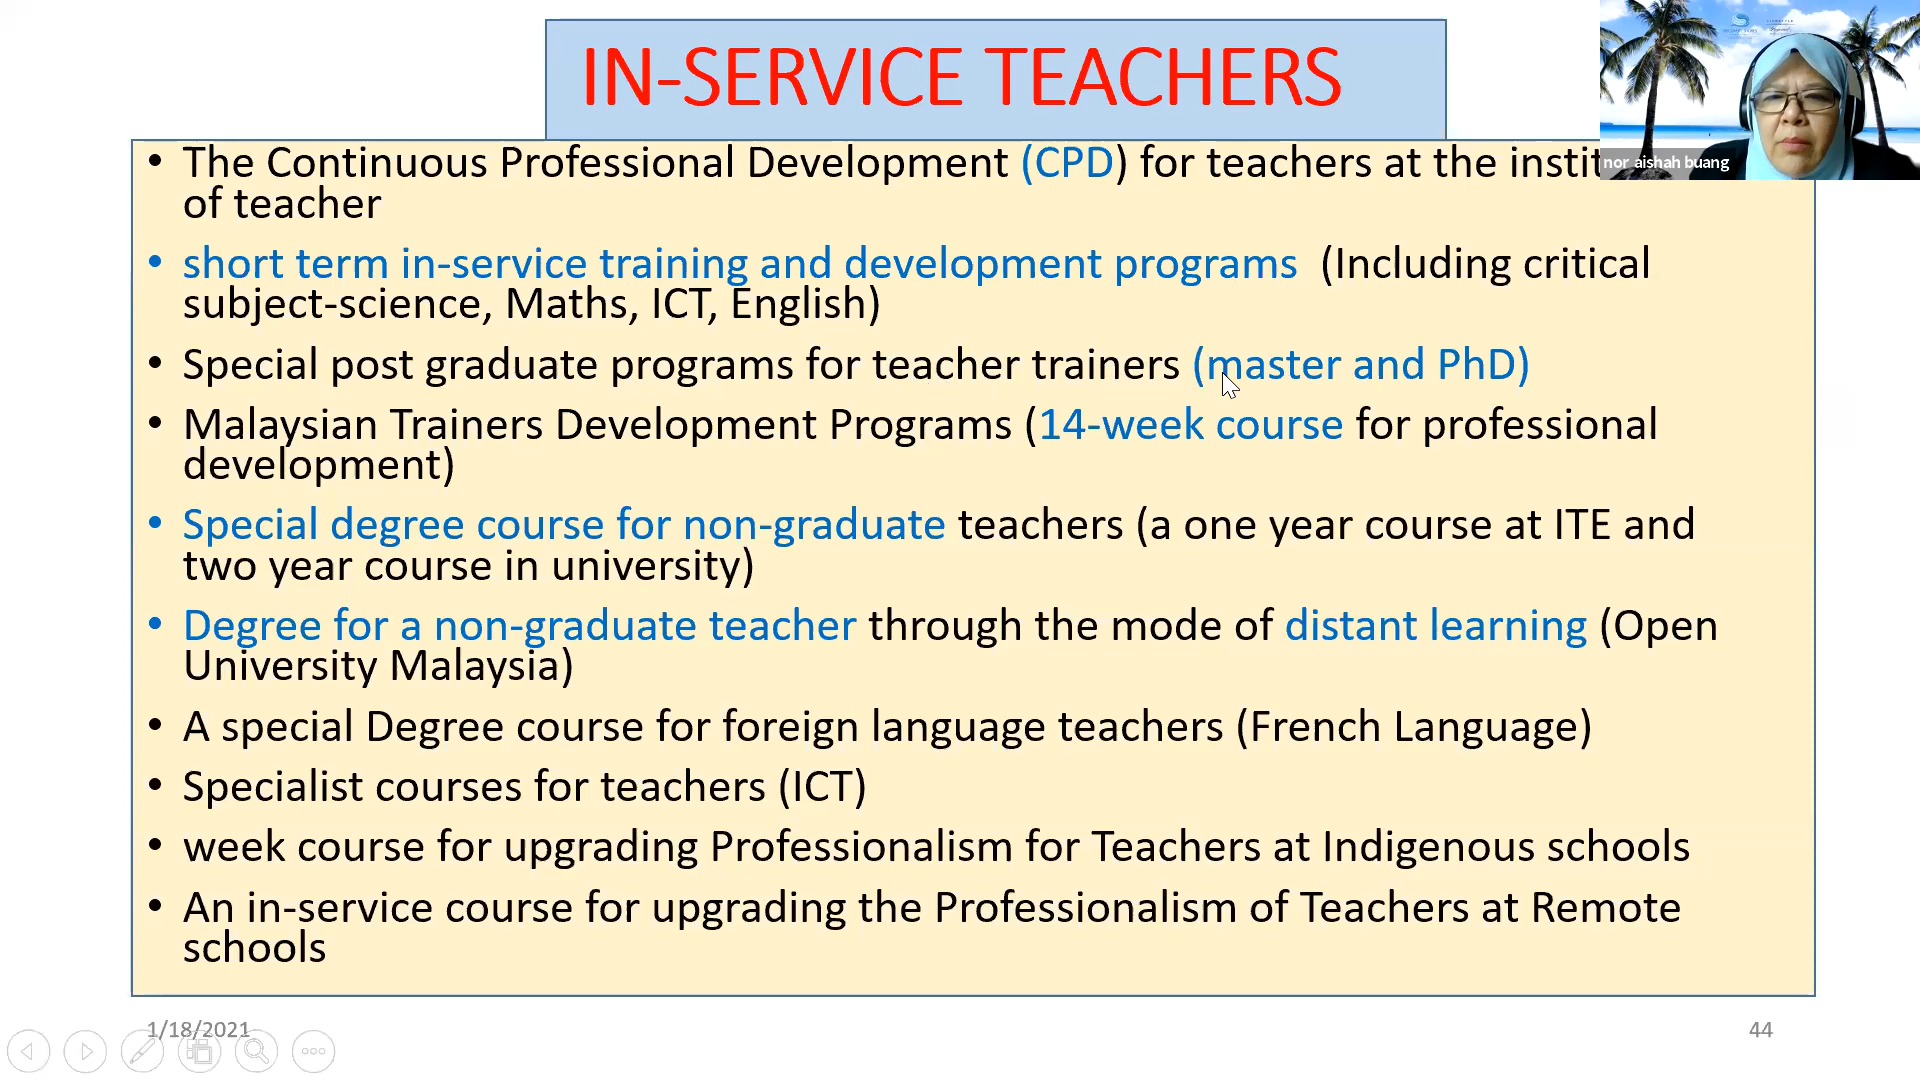 IN-SERVICE TEACHERS
nor aishah buang
• The Continuous Professional Development (CPD) for teachers at the instit
of teacher
• short term in-service training and development programs (Including critical
subject-science, Maths, ICT, English)
• Special post graduate programs for teacher trainers (master and PhD)
• Malaysian Trainers Development Programs (14-week course for professional
development)
• Special degree course for non-graduate teachers (a one year course at ITE and
two year course in university)
• Degree for a non-graduate teacher through the mode of distant learning (Open
University Malaysia)
• A special Degree course for foreign language teachers (French Language)
• Specialist courses for teachers (ICT)
• week course for upgrading Professionalism for Teachers at Indigenous schools
• An in-service course for upgrading the Professionalism of Teachers at Remote
schools
1/18/2021
44